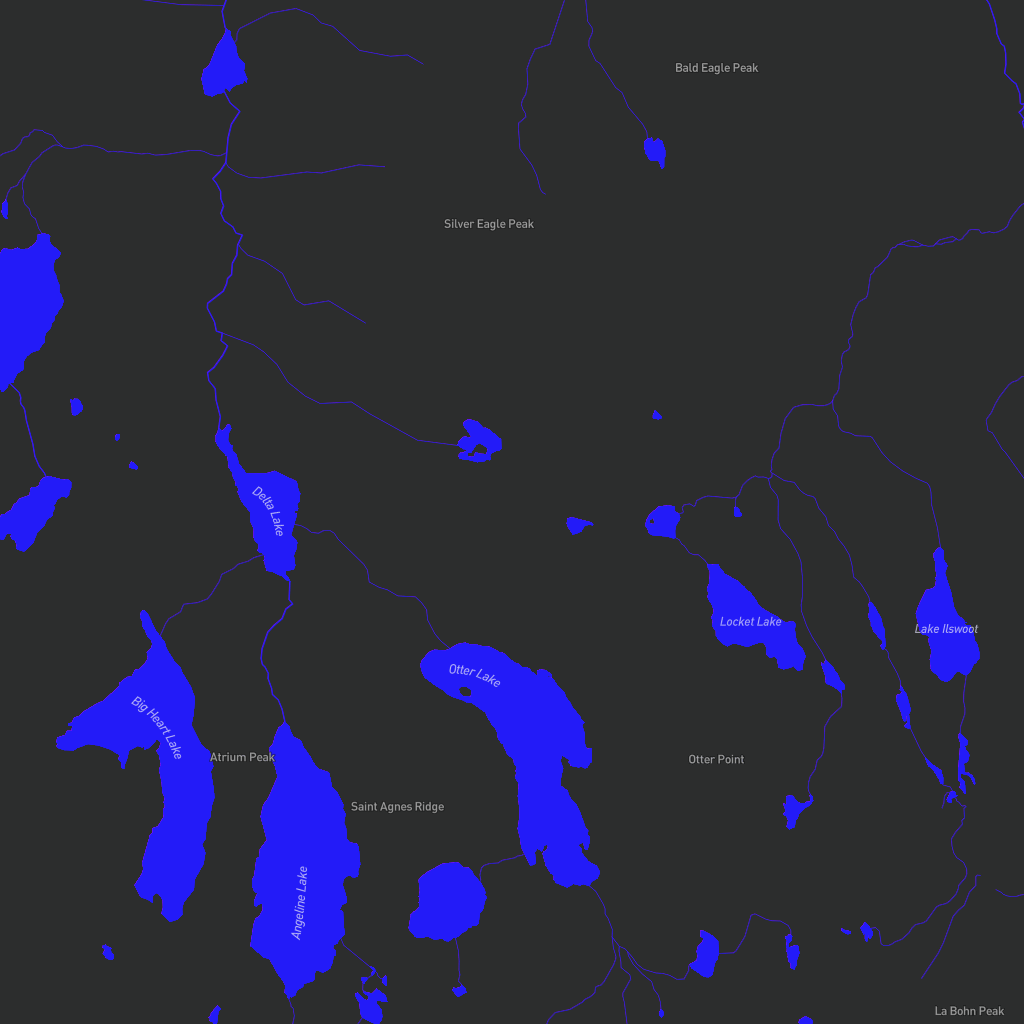 Bald Eagle Peak
Silver Eagle Peak
Delta Lake
Locket Lake
Lake Ilswoot
Otter Lake
Big Heart Lake
Atrium Peak
Otter Point
Saint Agnes Ridge
Angeline Lake
La Bohn Peak